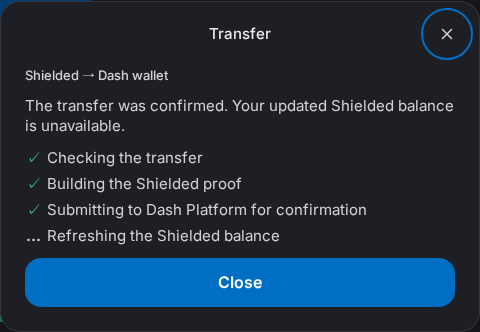 Transfer
Shielded → Dash wallet
The transfer was confirmed. Your updated Shielded balance
is unavailable.
✓ Checking the transfer
✓ Building the Shielded proof
✓ Submitting to Dash Platform for confirmation
... Refreshing the Shielded balance
Close